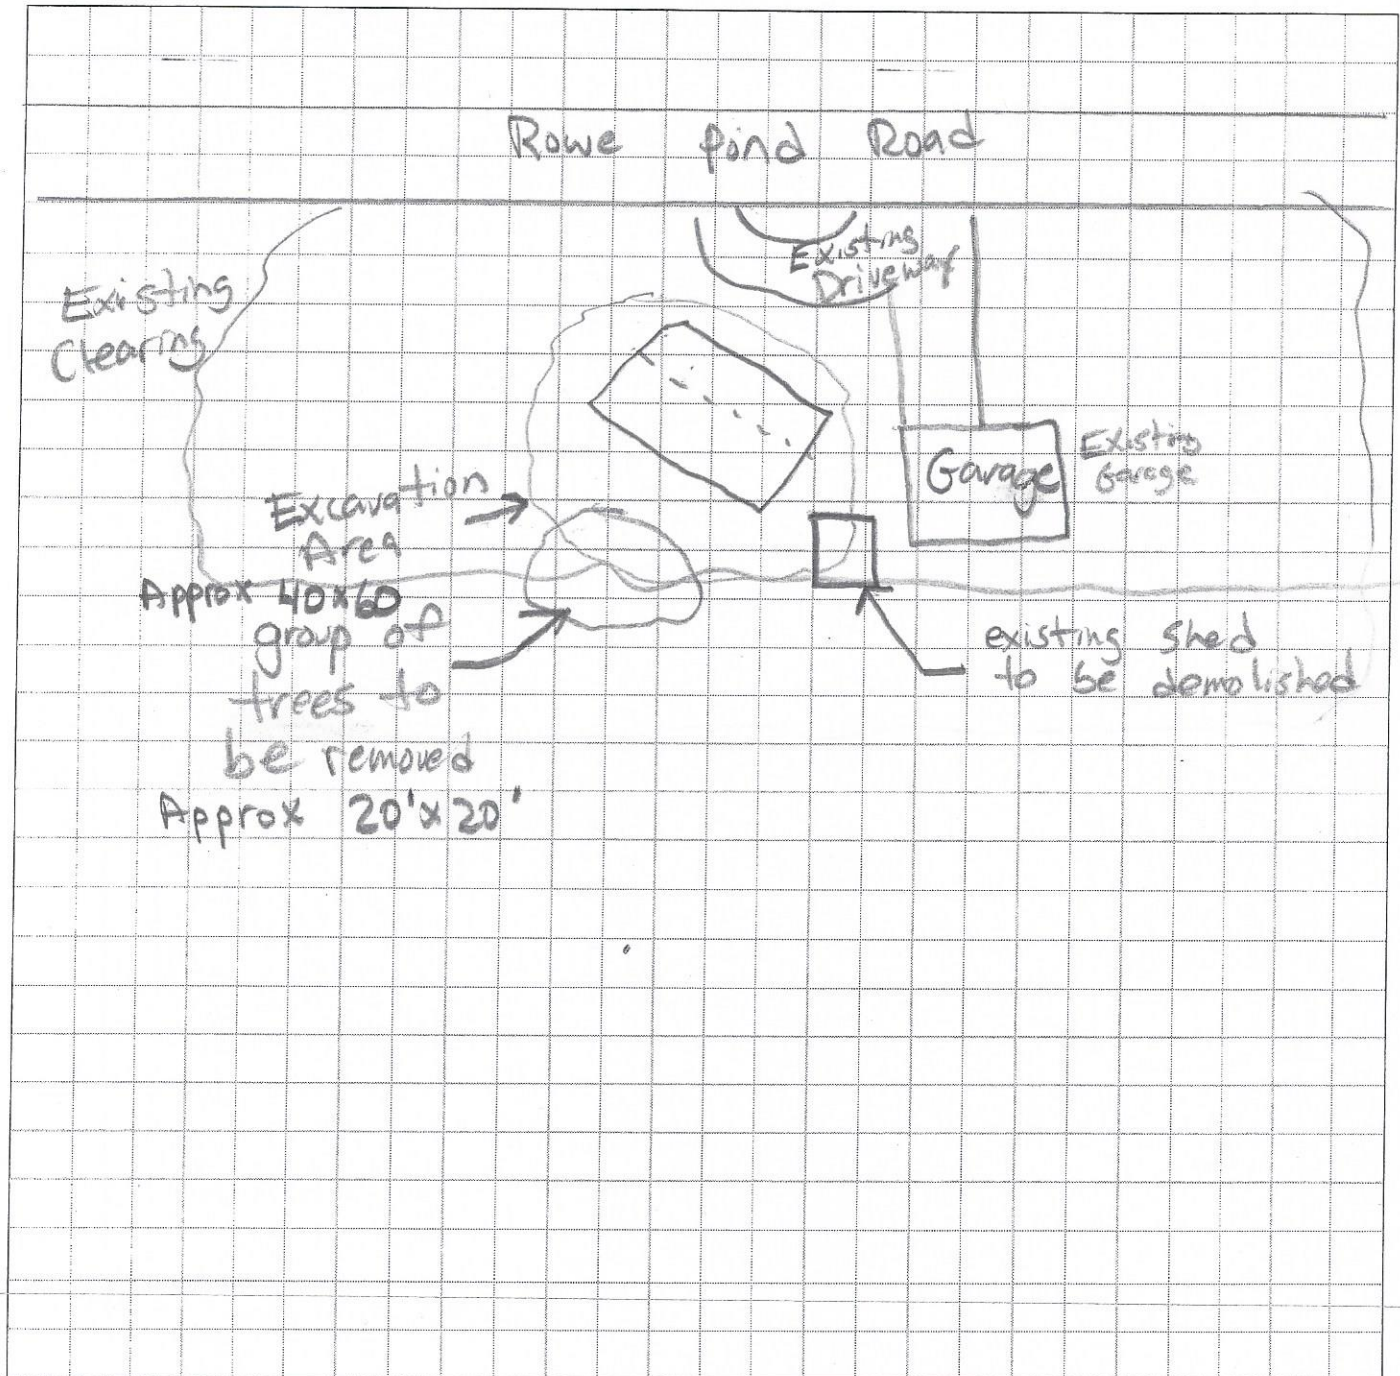 Rowe Pond Road
Existing
Driveway
Existing
Clearing
Garage
Existing
Garage
Excavation
Area
Approx 40x60
group of
trees to
be removed
Approx 20'x20'
existing shed
to be demolished